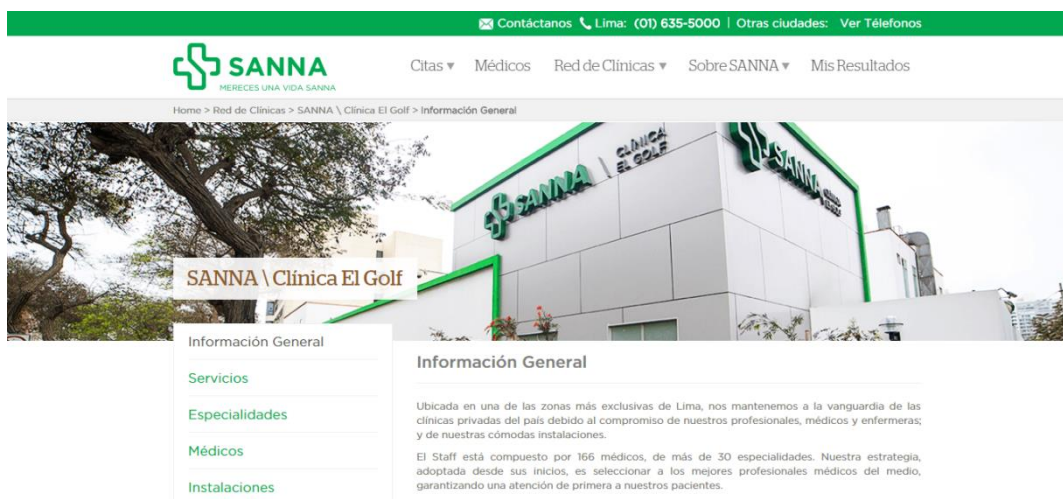 Contáctanos Lima: (01) 635-5000 | Otras ciudades: Ver Télefonos
SANNA
MERECES UNA VIDA SANNA
Citas ▾ Médicos Red de Clínicas ▾ Sobre SANNA ▾ Mis Resultados
Home > Red de Clínicas > SANNA \ Clínica El Golf > Información General
SANNA \ CLÍNICA
EL GOLF
SANNA
SANNA \ Clínica El Golf
Información General
Servicios
Especialidades
Médicos
Instalaciones
Información General
Ubicada en una de las zonas más exclusivas de Lima, nos mantenemos a la vanguardia de las
clínicas privadas del país debido al compromiso de nuestros profesionales, médicos y enfermeras;
y de nuestras cómodas instalaciones.
El Staff está compuesto por 166 médicos, de más de 30 especialidades. Nuestra estrategia,
adoptada desde sus inicios, es seleccionar a los mejores profesionales médicos del medio,
garantizando una atención de primera a nuestros pacientes.